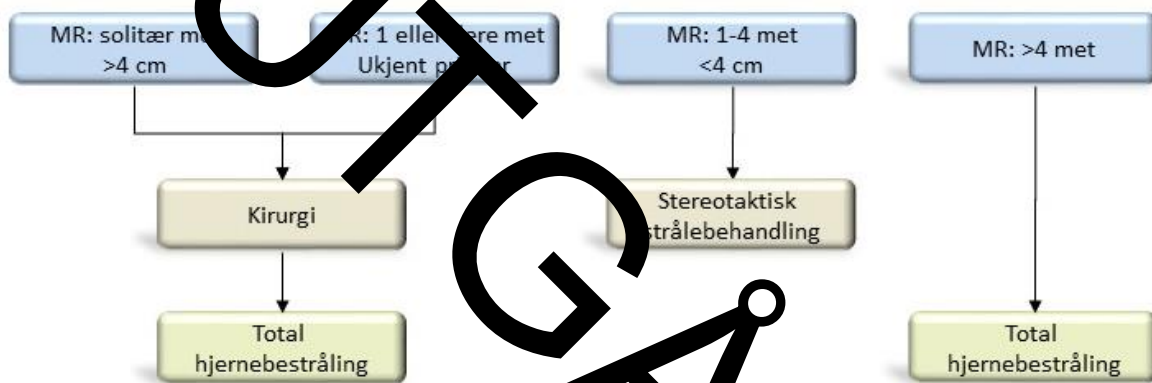 MR: solitær
>4 cm
MR: 1-4 met
<4 cm
MR: >4 met
1 eller met
Ukjent
Kirurgi
Stereotaktisk
strålebehandling
Total
hjernebestråling
Total
hjernebestråling